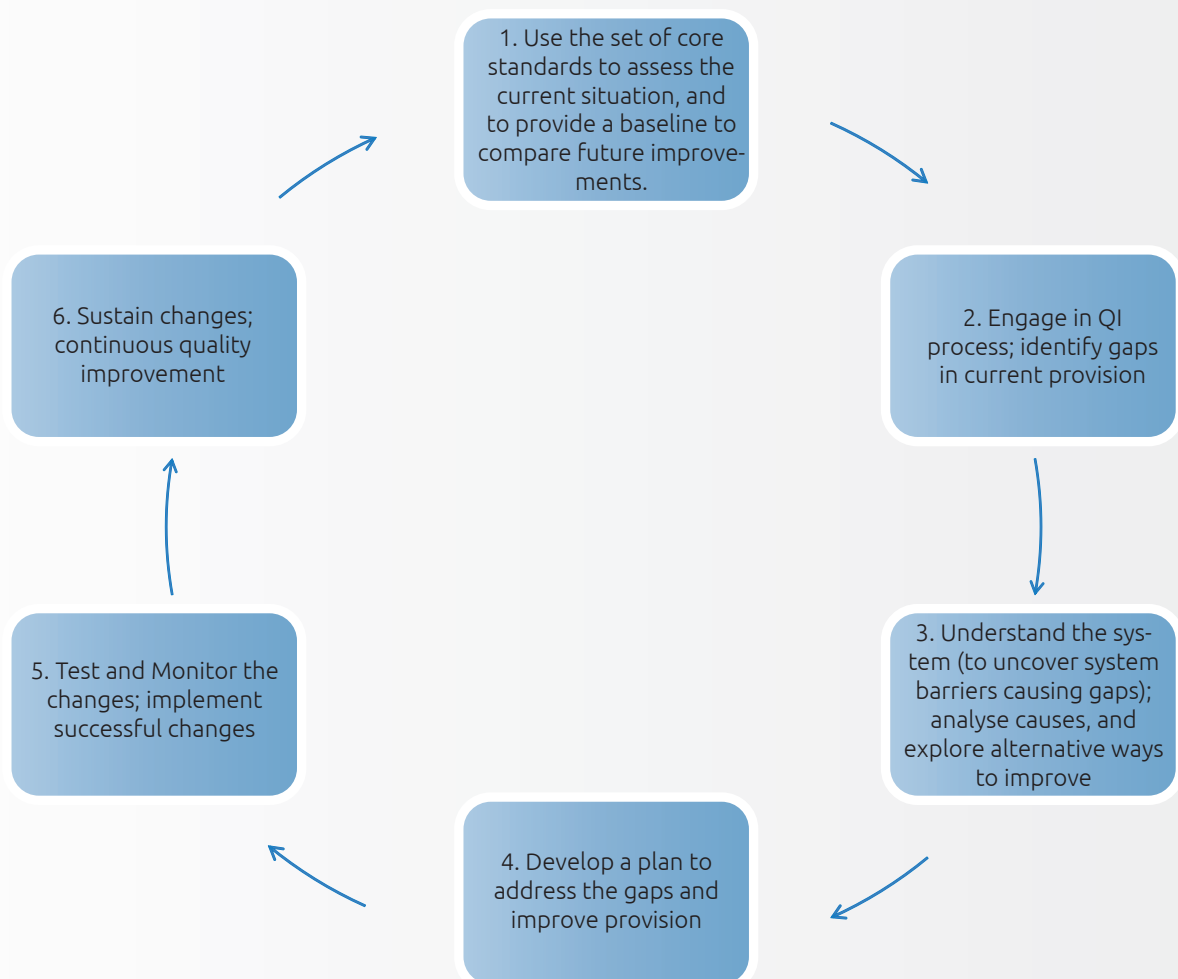 1. Use the set of core
standards to assess the
current situation, and
to provide a baseline to
compare future improve-
ments.
2. Engage in QI
process; identify gaps
in current provision
3. Understand the sys-
tem (to uncover system
barriers causing gaps);
analyse causes, and
explore alternative ways
to improve
4. Develop a plan to
address the gaps and
improve provision
5. Test and Monitor the
changes; implement
successful changes
6. Sustain changes;
continuous quality
improvement